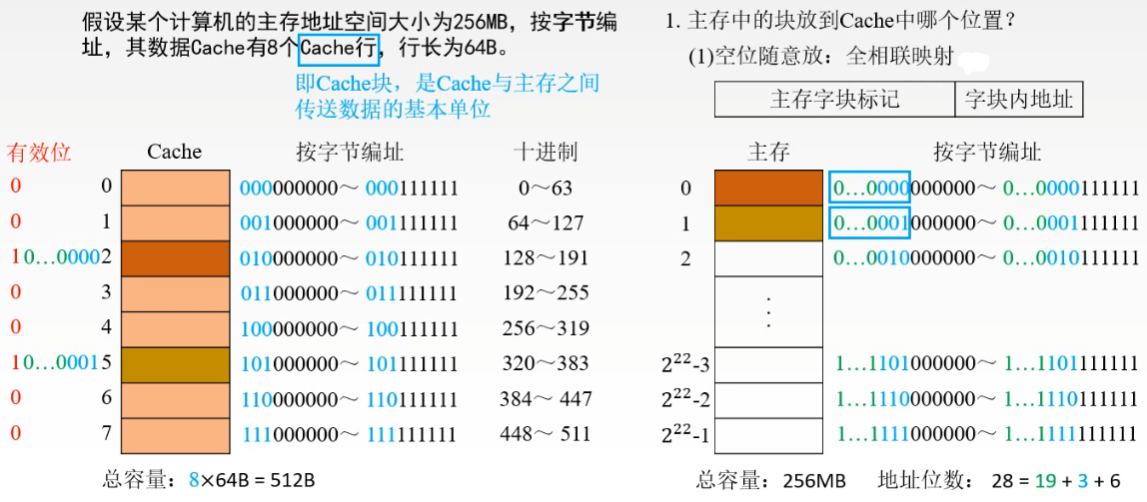 假设某个计算机的主存地址空间大小为256MB，按字节编
址，其数据Cache有8个Cache行，行长为64B。
即Cache块，是Cache与主存之间
传送数据的基本单位
有效位 Cache 按字节编址 十进制
0 0 000000000～000111111 0～63
0 1 001000000～001111111 64～127
1 0…0000 2 010000000～010111111 128～191
0 3 011000000～011111111 192～255
0 4 100000000～100111111 256～319
1 0…0001 5 101000000～101111111 320～383
0 6 110000000～110111111 384～447
0 7 111000000～111111111 448～511
总容量：8×64B = 512B
1. 主存中的块放到Cache中哪个位置？
(1)空位随意放：全相联映射
主存字块标记 字块内地址
主存 按字节编址
0 0…0000000000～0…0000111111
1 0…0001000000～0…0001111111
2 0…0010000000～0…0010111111
⋮
2²²-3 1…1101000000～1…1101111111
2²²-2 1…1110000000～1…1110111111
2²²-1 1…1111000000～1…1111111111
总容量：256MB 地址位数： 28 = 19 + 3 + 6